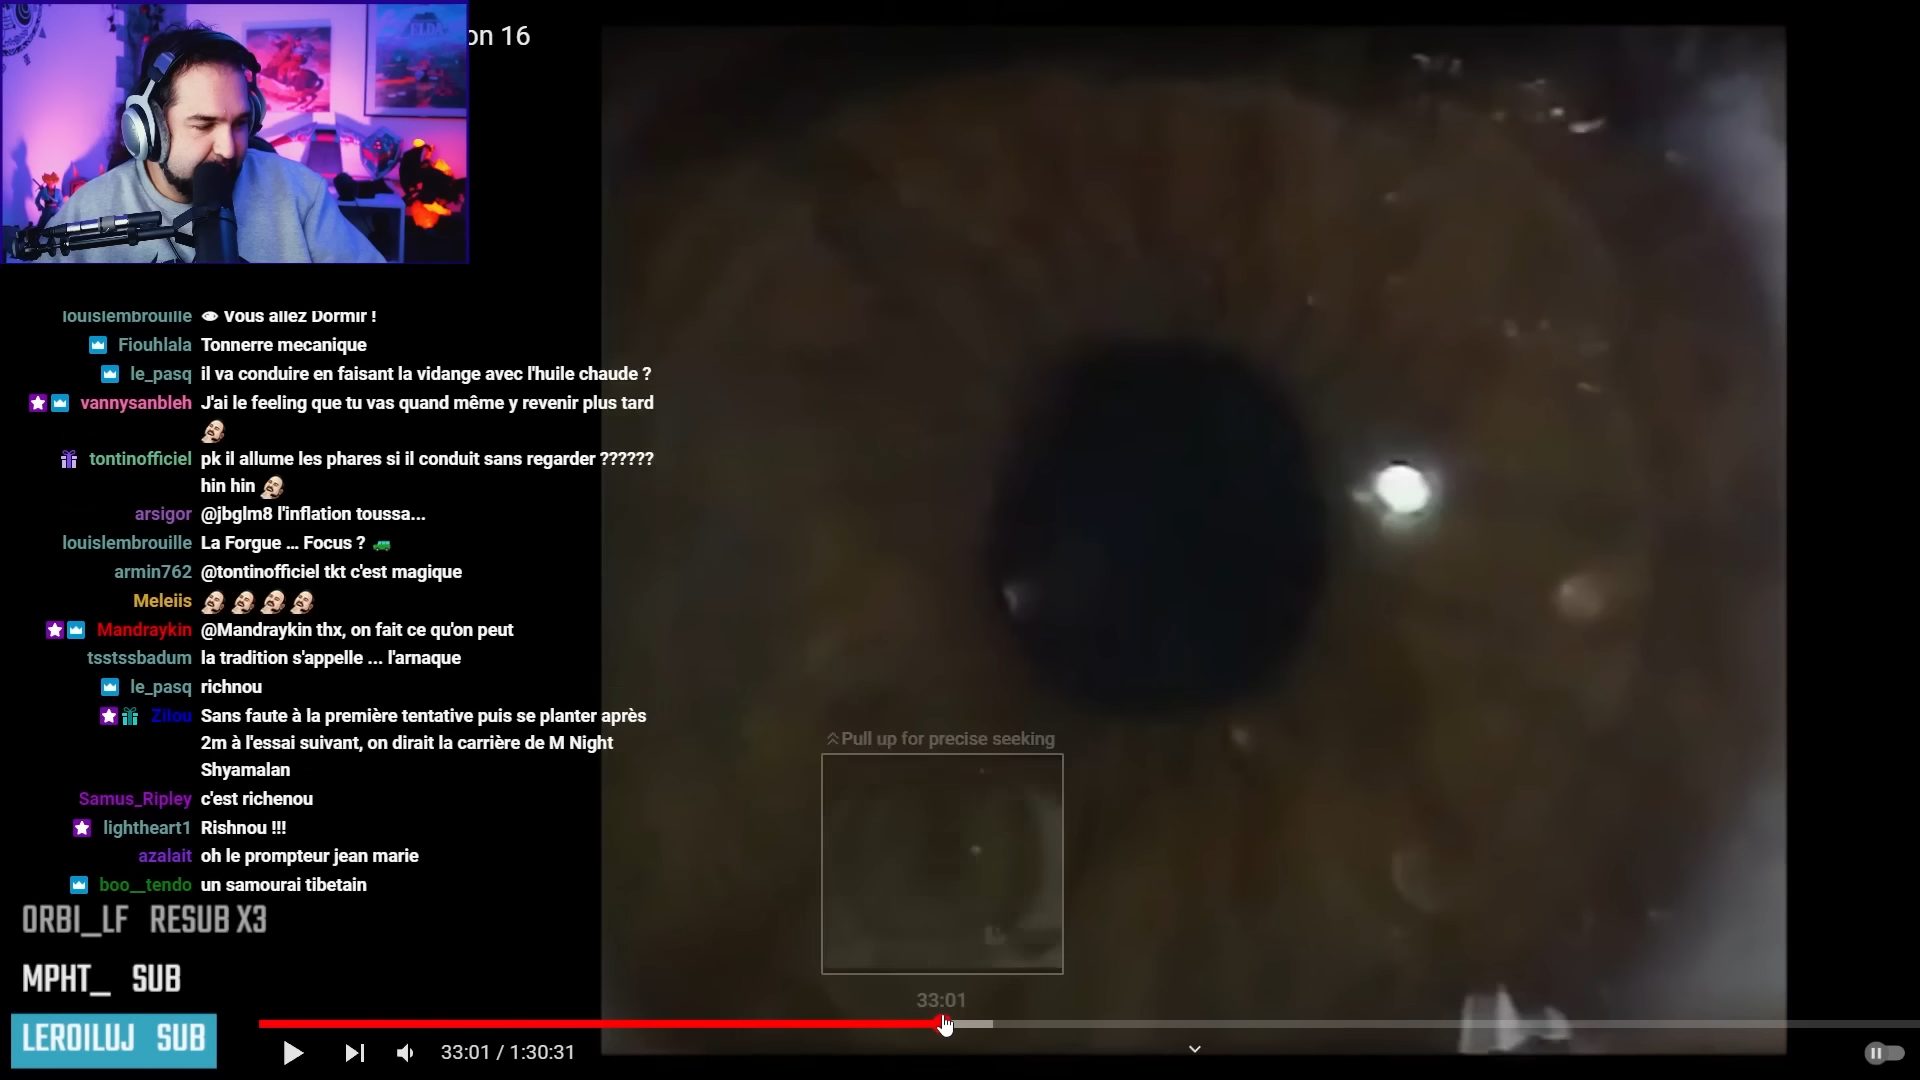 on 16
ELDA
louislembrouille Vous allez Dormir !
Fiouhlala Tonnerre mecanique
le_pasq il va conduire en faisant la vidange avec l'huile chaude ?
vannysanbleh J'ai le feeling que tu vas quand même y revenir plus tard
tontinofficiel pk il allume les phares si il conduit sans regarder ??????
hin hin
arsigor @jbglm8 l'inflation toussa...
louislembrouille La Forgue ... Focus ?
armin762 @tontinofficiel tkt c'est magique
Meleiis
Mandraykin @Mandraykin thx, on fait ce qu'on peut
tsstssbadum la tradition s'appelle ... l'arnaque
le_pasq richnou
Zilou Sans faute à la première tentative puis se planter après
2m à l'essai suivant, on dirait la carrière de M Night
Shyamalan
Samus_Ripley c'est richenou
lightheart1 Rishnou !!!
azalait oh le prompteur jean marie
boo__tendo un samourai tibetain
ORBI_LF RESUB X3
MPHT_ SUB
LEROILUJ SUB
Pull up for precise seeking
33:01
33:01 / 1:30:31